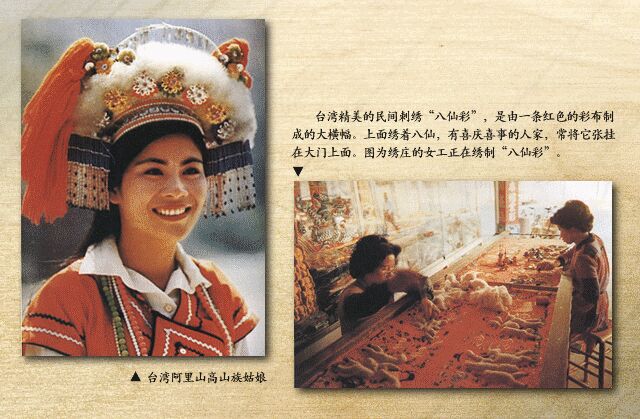 台湾精美的民间刺绣“八仙彩”，是由一条红色的彩布制
成的大横幅。上面绣着八仙，有喜庆喜事的人家，常将它张挂
在大门上面。图为绣庄的女工正在绣制“八仙彩”。
▼
▲ 台湾阿里山高山族姑娘